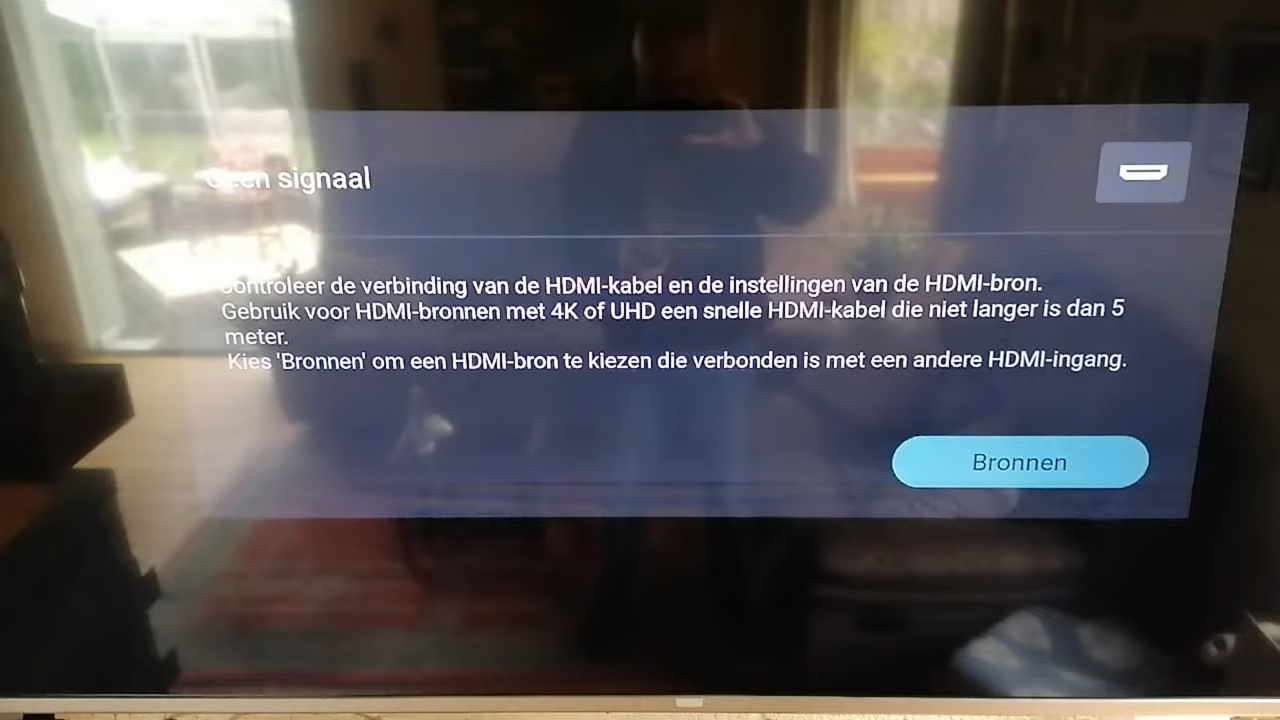 Geen signaal
Controleer de verbinding van de HDMI-kabel en de instellingen van de HDMI-bron.
Gebruik voor HDMI-bronnen met 4K of UHD een snelle HDMI-kabel die niet langer is dan 5
meter.
Kies 'Bronnen' om een HDMI-bron te kiezen die verbonden is met een andere HDMI-ingang.
Bronnen